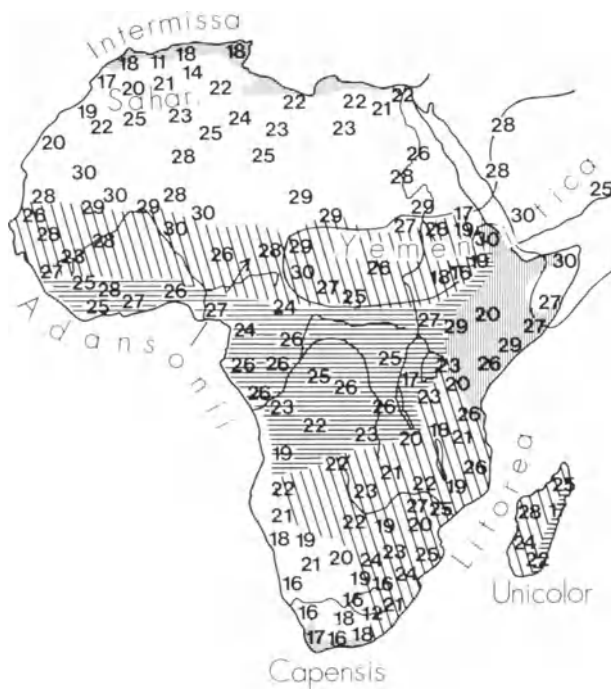 Intermissa
18 11 18 18
17 20 21 14 22
Sahar.
19 22 25 23 24 22 22 21 22
20 25 23 23 28
28 25 26 28
30 28 25
28 29 30 29 28 30 29 29 29 17 30
26 28 28 30 27 26 19 30
Yemenitica
23 26 28 29 26 19 30
27 25 28 30 27 25 18 16
25 27 26 27 24 27 29 20 27 27
Adansonii
24 26 25 29
26 26 25 26 17 23 20 26
26 23 26 23 26
22 23 20 18 21
19 22 21 26
22 23 22 19 25
Litorea
21 22 19 27 25 20 28 17
18 19 21 20 24 23 25 24 22
16 19 16 24
Unicolor
16 16 18 12 21
17 16 18
Capensis